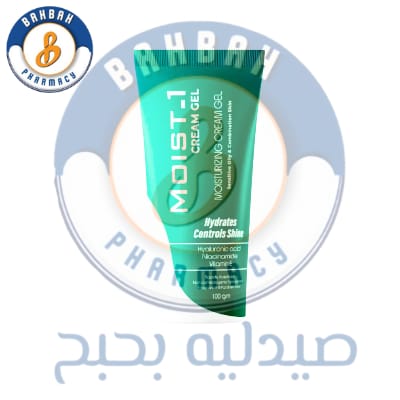 BAHBAH
PHARMACY
BAHBAH
PHARMACY
MOIST-1
CREAM GEL
MOISTURIZING CREAM GEL
Sensitive Oily & Combination Skin
Hydrates
Controls Shine
Hyaluronic acid
Niacinamide
Vitamin E
100 gm
صيدليه بحبح